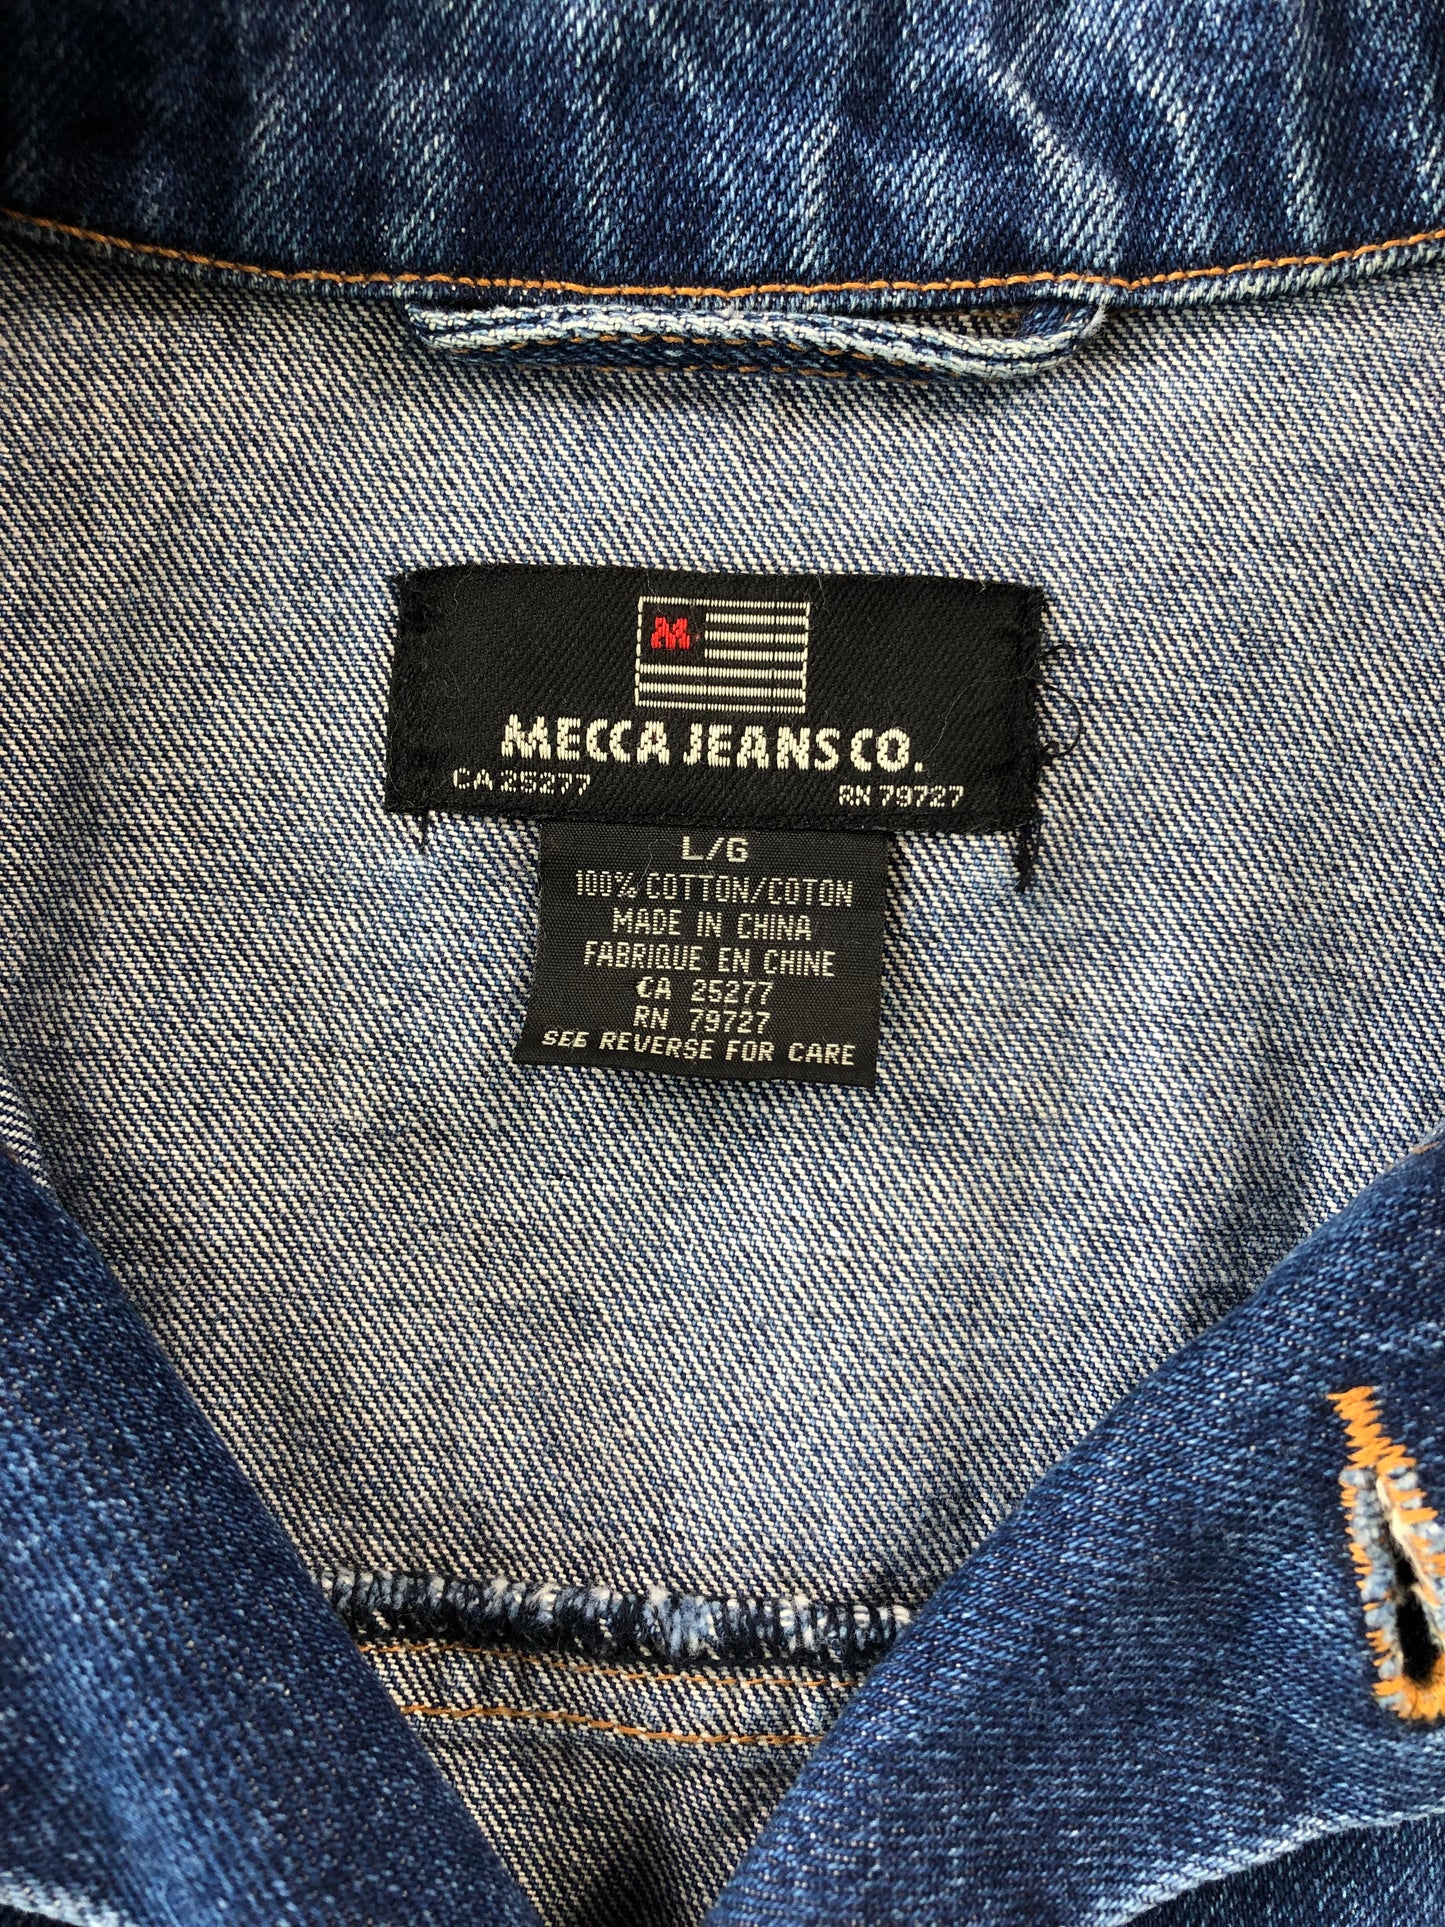 M
MECCA JEANS CO.
CA 25277 RN 79727
L/G
100% COTTON/COTON
MADE IN CHINA
FABRIQUE EN CHINE
CA 25277
RN 79727
SEE REVERSE FOR CARE